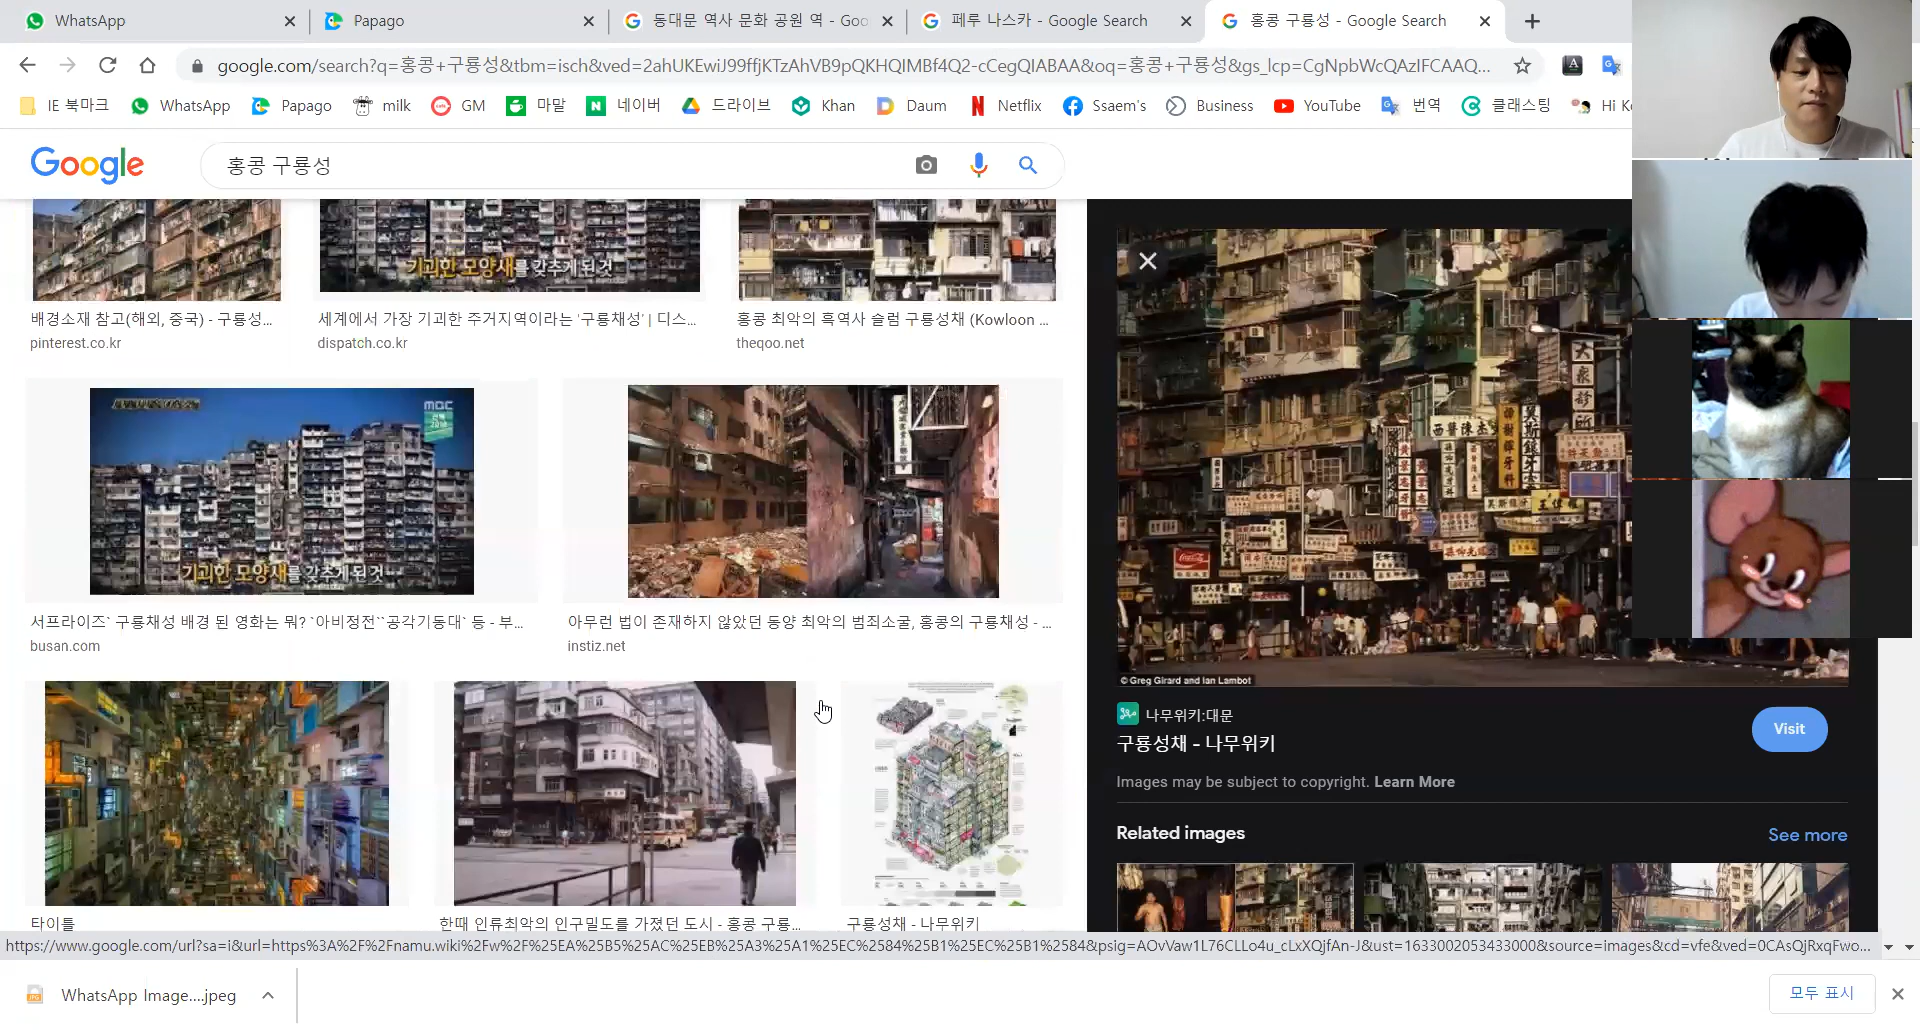 WhatsApp
Papago
동대문 역사 문화 공원 역 - Goo
페루 나스카 - Google Search
홍콩 구룡성 - Google Search
google.com/search?q=홍콩+구룡성&tbm=isch&ved=2ahUKEwiJ99ffjKTzAhVB9pQKHQIMBf4Q2-cCegQIABAA&oq=홍콩+구룡성&gs_lcp=CgNpbWcQAzIFCAAQ...
IE 북마크
WhatsApp
Papago
milk
GM
마말
네이버
드라이브
Khan
Daum
Netflix
Ssaem's
Business
YouTube
번역
클래스팅
Hi K
Google
홍콩 구룡성
기괴한 모양새를 갖추게 된 것
배경소재 참고(해외, 중국) - 구룡성...
pinterest.co.kr
세계에서 가장 기괴한 주거지역이라는 '구룡채성' | 디스...
dispatch.co.kr
홍콩 최악의 흑역사 슬럼 구룡성채 (Kowloon ...
theqoo.net
MBC
기괴한 모양새를 갖추게 된 것
서프라이즈` 구룡채성 배경 된 영화는 뭐? `아비정전``공각기동대` 등 - 부...
busan.com
아무런 법이 존재하지 않았던 동양 최악의 범죄소굴, 홍콩의 구룡채성 - ...
instiz.net
타이틀
한때 인류최악의 인구밀도를 가졌던 도시 - 홍콩 구룡...
구룡성채 - 나무위키
西醫陳杰
Coca-Cola
© Greg Girard and Ian Lambot
나무위키:대문
구룡성채 - 나무위키
Visit
Images may be subject to copyright. Learn More
Related images
See more
https://www.google.com/url?sa=i&url=https%3A%2F%2Fnamu.wiki%2Fw%2F%25EA%25B5%25AC%25EB%25A3%25A1%25EC%2584%25B1%25EC%25B1%2584&psig=AOvVaw1L76CLLo4u_cLxXQjfAn-J&ust=1633002053433000&source=images&cd=vfe&ved=0CAsQjRxqFwo...
WhatsApp Image....jpeg
모두 표시